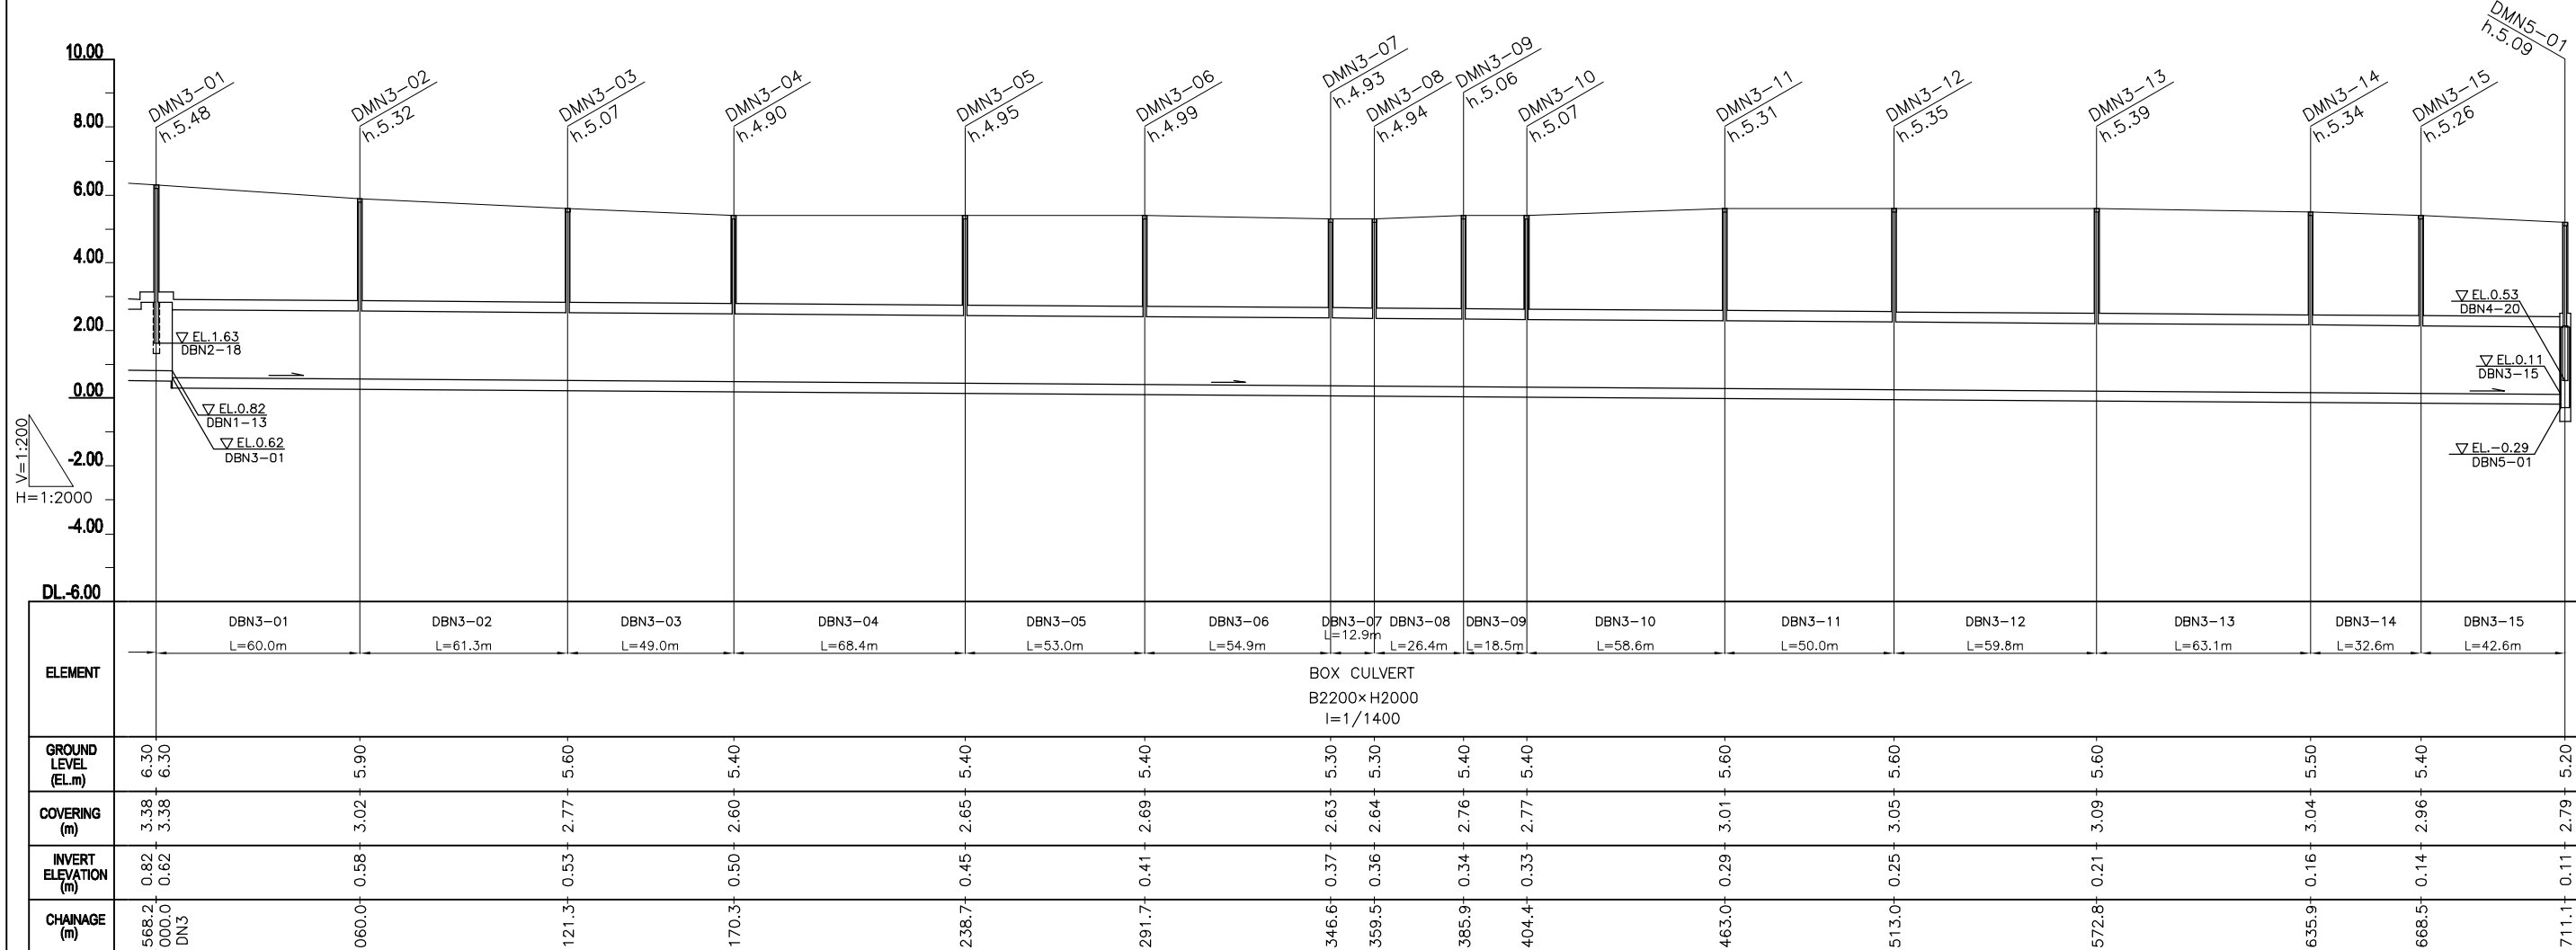 DMN3-01
h.5.48
DMN3-02
h.5.32
DMN3-03
h.5.07
DMN3-04
h.4.90
DMN3-05
h.4.95
DMN3-06
h.4.99
DMN3-07
h.4.93
DMN3-08
h.4.94
DMN3-09
h.5.06
DMN3-10
h.5.07
DMN3-11
h.5.31
DMN3-12
h.5.35
DMN3-13
h.5.39
DMN3-14
h.5.34
DMN3-15
h.5.26
DMN5-01
h.5.09
10.00
8.00
6.00
4.00
2.00
0.00
-2.00
-4.00
DL.-6.00
V=1:200
H=1:2000
▽ EL.1.63
DBN2-18
▽ EL.0.82
DBN1-13
▽ EL.0.62
DBN3-01
▽ EL.0.53
DBN4-20
▽ EL.0.11
DBN3-15
▽ EL.-0.29
DBN5-01
ELEMENT
DBN3-01
L=60.0m
DBN3-02
L=61.3m
DBN3-03
L=49.0m
DBN3-04
L=68.4m
DBN3-05
L=53.0m
DBN3-06
L=54.9m
DBN3-07
L=12.9m
DBN3-08
L=26.4m
DBN3-09
L=18.5m
DBN3-10
L=58.6m
DBN3-11
L=50.0m
DBN3-12
L=59.8m
DBN3-13
L=63.1m
DBN3-14
L=32.6m
DBN3-15
L=42.6m
BOX CULVERT
B2200×H2000
I=1/1400
GROUND
LEVEL
(EL.m)
6.30
6.30
5.90
5.60
5.40
5.40
5.40
5.30
5.30
5.40
5.40
5.60
5.60
5.60
5.50
5.40
5.20
COVERING
(m)
3.38
3.38
3.02
2.77
2.60
2.65
2.69
2.63
2.64
2.76
2.77
3.01
3.05
3.09
3.04
2.96
2.79
INVERT
ELEVATION
(m)
0.82
0.62
0.58
0.53
0.50
0.45
0.41
0.37
0.36
0.34
0.33
0.29
0.25
0.21
0.16
0.14
0.11
CHAINAGE
(m)
568.2
000.0
DN3
060.0
121.3
170.3
238.7
291.7
346.6
359.5
385.9
404.4
463.0
513.0
572.8
635.9
668.5
711.1